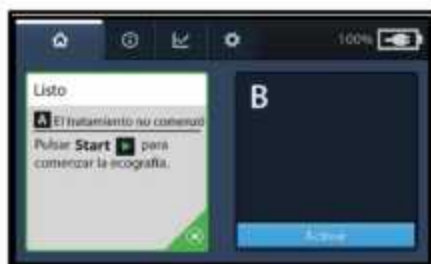 100%
Listo
A El tratamiento no comenzó
Pulsar Start para
comenzar la ecografía.
B
Activar